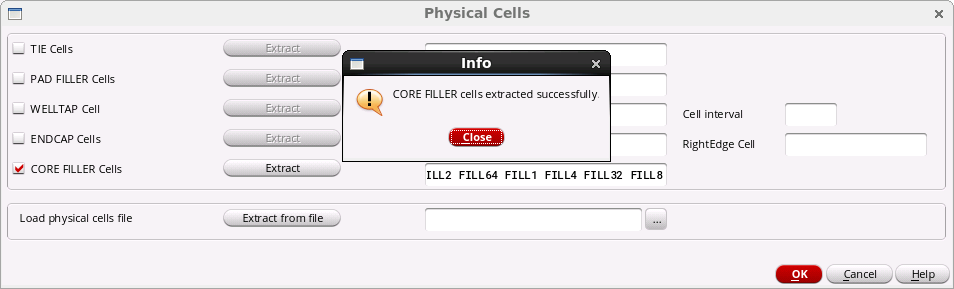 Physical Cells
TIE Cells Extract
PAD FILLER Cells Extract
WELLTAP Cell Extract Cell interval
ENDCAP Cells Extract RightEdge Cell
CORE FILLER Cells Extract ILL2 FILL64 FILL1 FILL4 FILL32 FILL8
Info
CORE FILLER cells extracted successfully.
Close
Load physical cells file Extract from file ...
OK Cancel Help